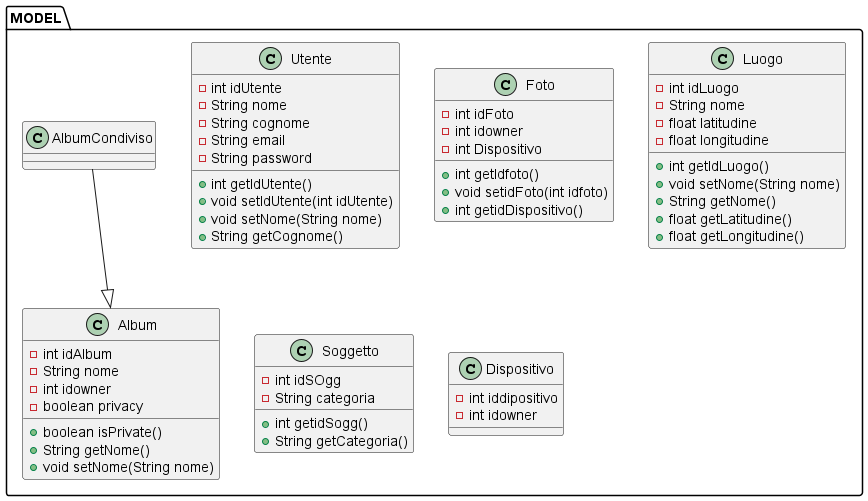 MODEL
C AlbumCondiviso
C Utente
int idUtente
String nome
String cognome
String email
String password
int getIdUtente()
void setIdUtente(int idUtente)
void setNome(String nome)
String getCognome()
C Foto
int idFoto
int idowner
int Dispositivo
int getIdfoto()
void setidFoto(int idfoto)
int getidDispositivo()
C Luogo
int idLuogo
String nome
float latitudine
float longitudine
int getIdLuogo()
void setNome(String nome)
String getNome()
float getLatitudine()
float getLongitudine()
C Album
int idAlbum
String nome
int idowner
boolean privacy
boolean isPrivate()
String getNome()
void setNome(String nome)
C Soggetto
int idSOgg
String categoria
int getidSogg()
String getCategoria()
C Dispositivo
int iddipositivo
int idowner